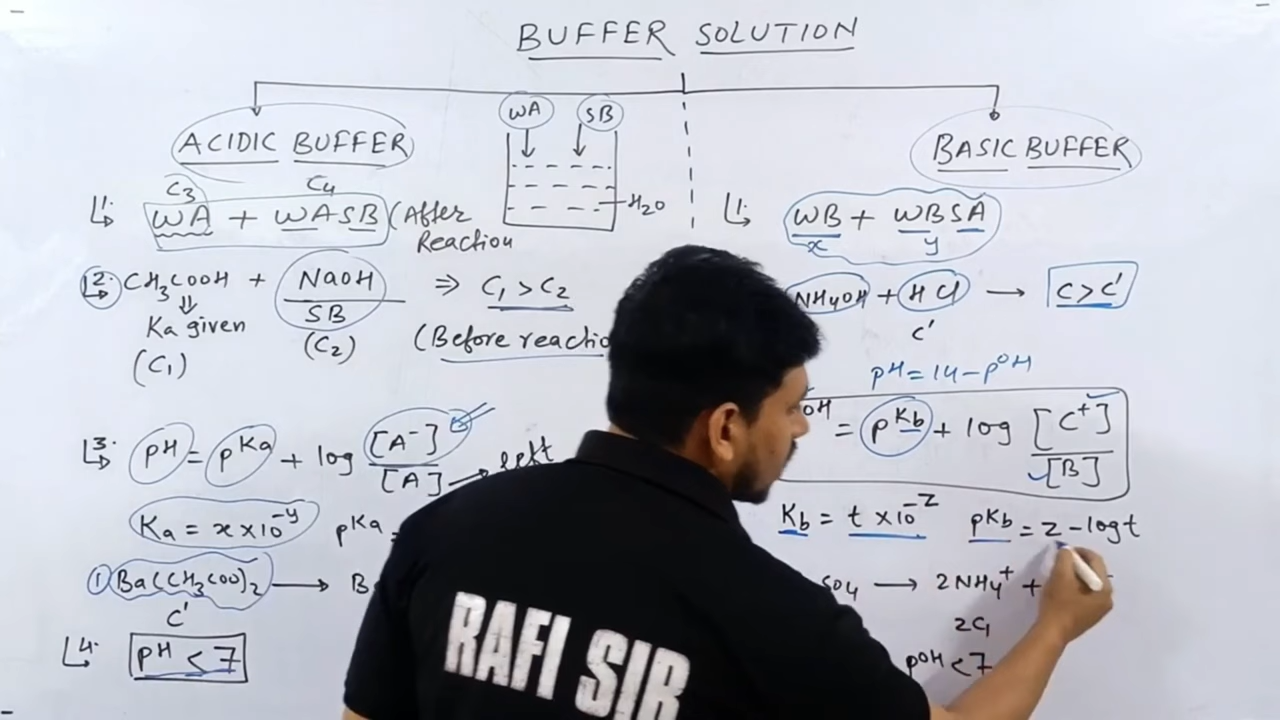 BUFFER SOLUTION
WA SB
H₂O
ACIDIC BUFFER
C₃ C₄
1. WA + WASB (After
Reaction
2. CH₃COOH + NaOH ⇒ C₁ > C₂
SB
Ka given
(C₁) (C₂) (Before reactio
3. pH = pKa + log [A⁻]
[A] → left
Ka = x×10⁻ʸ pKa =
① Ba(CH₃COO)₂ → B
C'
4. pH < 7
BASIC BUFFER
1. WB + WBSA
x y
NH₄OH + HCl → C > C'
C'
pH = 14 - pOH
OH = pKb + log [C⁺]
[B]
Kb = t×10⁻ᶻ pKb = z - log t
SO₄ → 2NH₄⁺ +
2C₁
pOH < 7
RAFI SIR